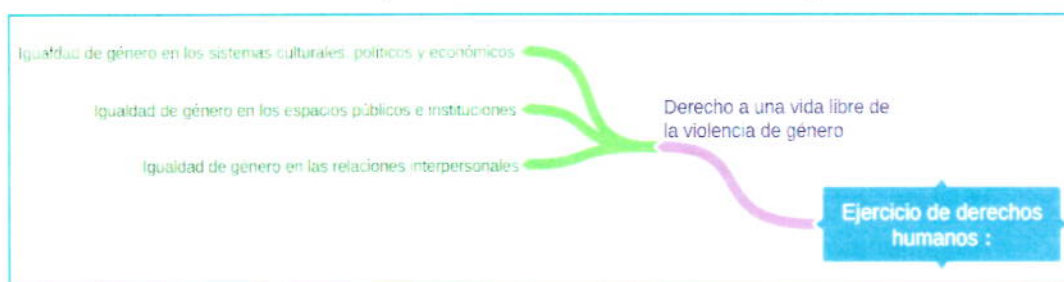 Igualdad de género en los sistemas culturales, políticos y económicos
Igualdad de género en los espacios públicos e instituciones
Igualdad de género en las relaciones interpersonales
Derecho a una vida libre de
la violencia de género
Ejercicio de derechos
humanos :